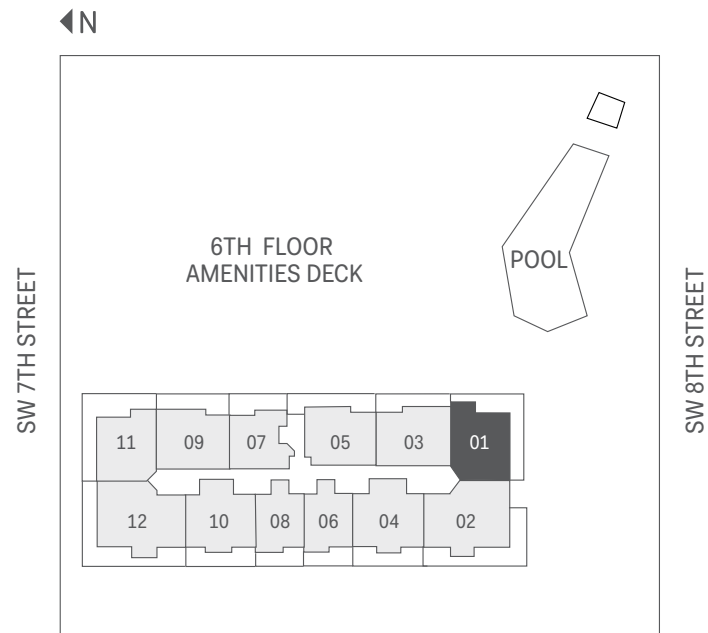 N
6TH FLOOR
AMENITIES DECK
POOL
SW 7TH STREET
SW 8TH STREET
11
09
07
05
03
01
12
10
08
06
04
02